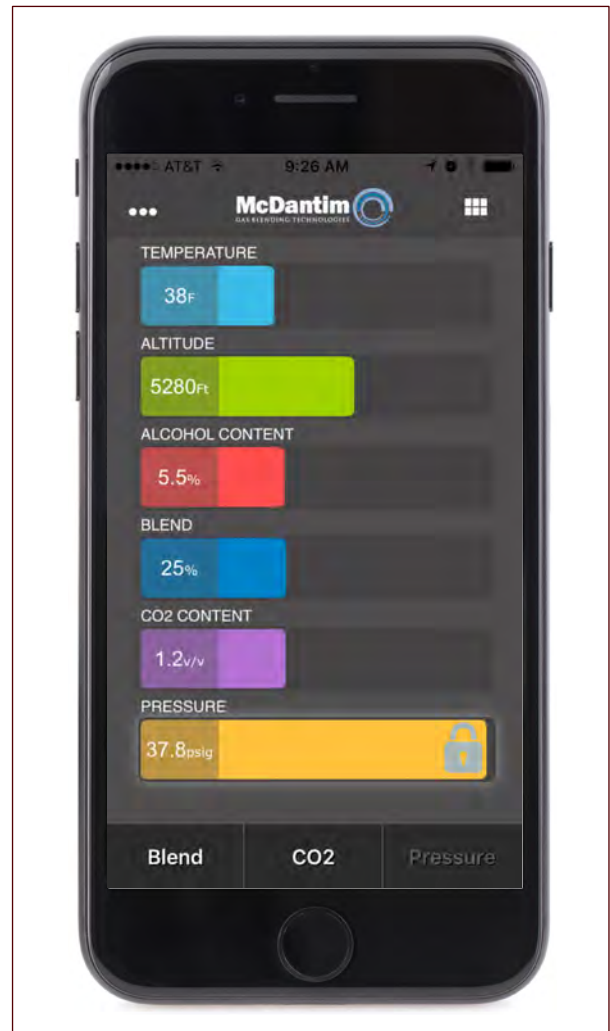 AT&T 9:26 AM
McDantim
GAS BLENDING TECHNOLOGIES
TEMPERATURE
38F
ALTITUDE
5280Ft
ALCOHOL CONTENT
5.5%
BLEND
25%
CO2 CONTENT
1.2v/v
PRESSURE
37.8psig
Blend CO2 Pressure